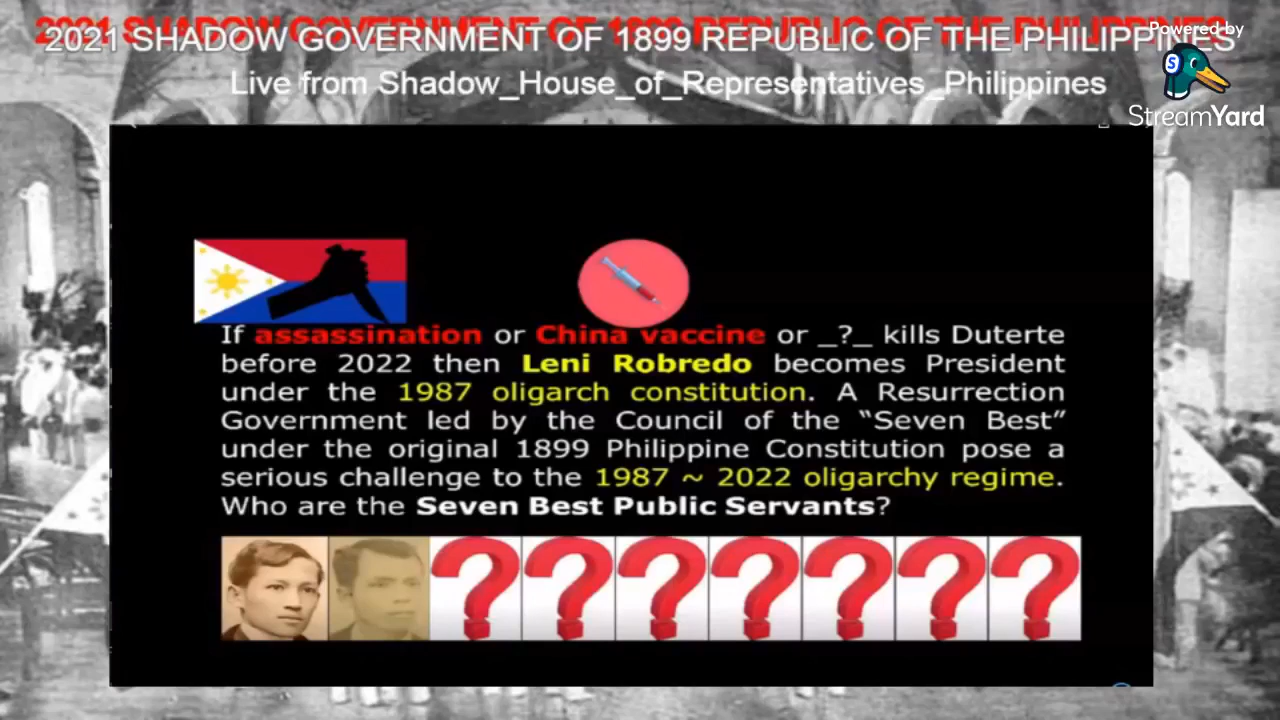 2021 SHADOW GOVERNMENT OF 1899 REPUBLIC OF THE PHILIPPINES
Powered by
Live from Shadow_House_of_Representatives_Philippines
S
StreamYard
If assassination or China vaccine or _?_ kills Duterte
before 2022 then Leni Robredo becomes President
under the 1987 oligarch constitution. A Resurrection
Government led by the Council of the “Seven Best”
under the original 1899 Philippine Constitution pose a
serious challenge to the 1987 ~ 2022 oligarchy regime.
Who are the Seven Best Public Servants?
? ? ? ? ? ? ?